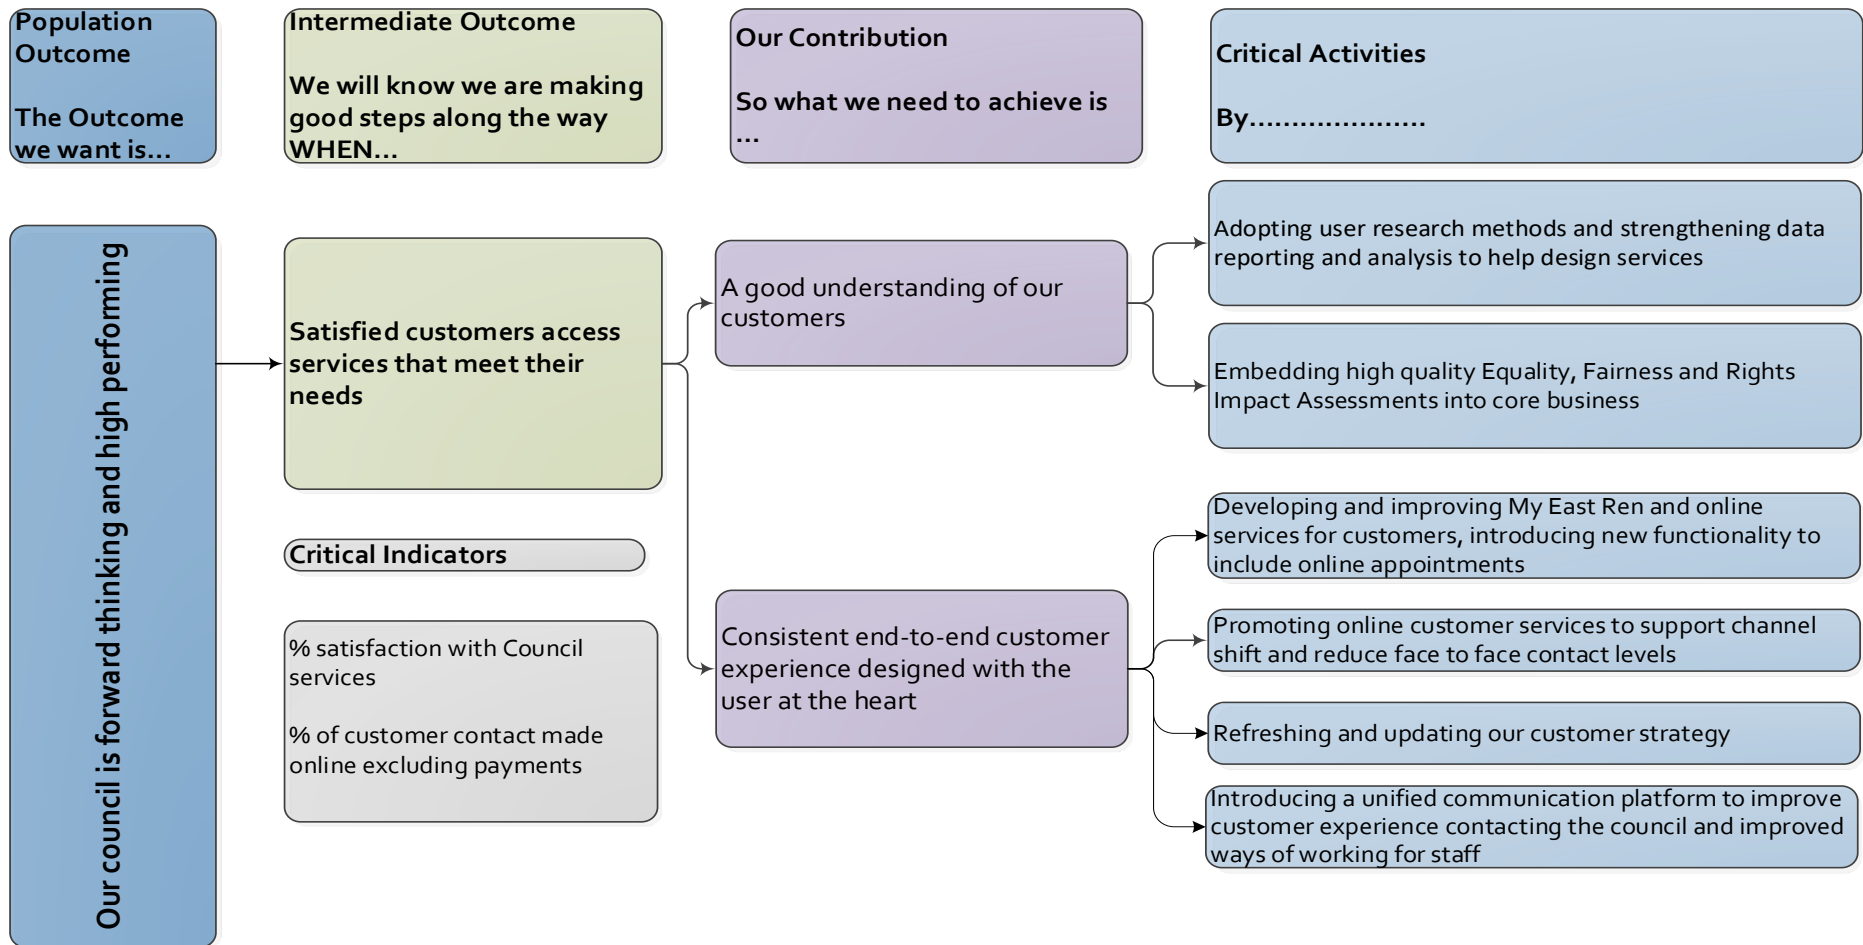 Population
Outcome
The Outcome
we want is...
Intermediate Outcome
We will know we are making
good steps along the way
WHEN...
Our Contribution
So what we need to achieve is
...
Critical Activities
By.....................
Our council is forward thinking and high performing
Satisfied customers access
services that meet their
needs
Critical Indicators
% satisfaction with Council
services
% of customer contact made
online excluding payments
A good understanding of our
customers
Consistent end-to-end customer
experience designed with the
user at the heart
Adopting user research methods and strengthening data
reporting and analysis to help design services
Embedding high quality Equality, Fairness and Rights
Impact Assessments into core business
Developing and improving My East Ren and online
services for customers, introducing new functionality to
include online appointments
Promoting online customer services to support channel
shift and reduce face to face contact levels
Refreshing and updating our customer strategy
Introducing a unified communication platform to improve
customer experience contacting the council and improved
ways of working for staff